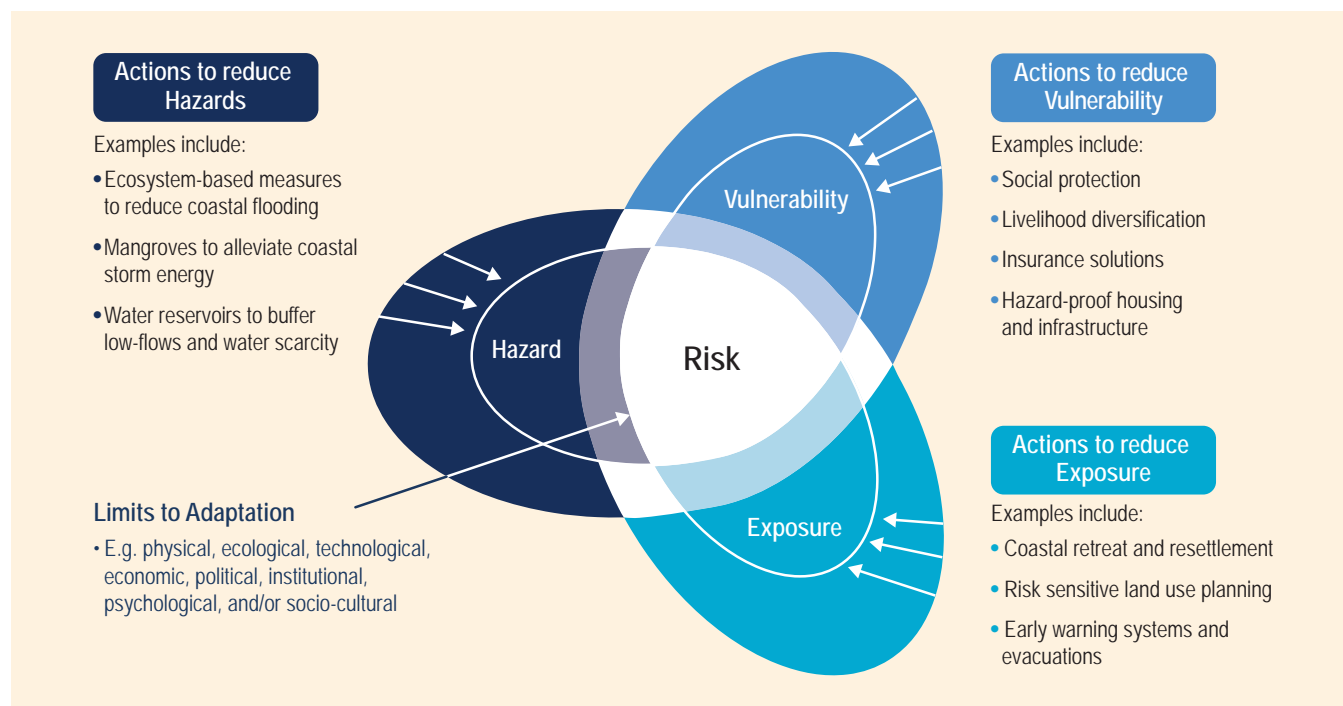 Actions to reduce
Hazards
Examples include:
• Ecosystem-based measures
to reduce coastal flooding
• Mangroves to alleviate coastal
storm energy
• Water reservoirs to buffer
low-flows and water scarcity
Limits to Adaptation
• E.g. physical, ecological, technological,
economic, political, institutional,
psychological, and/or socio-cultural
Vulnerability
Hazard
Risk
Exposure
Actions to reduce
Vulnerability
Examples include:
• Social protection
• Livelihood diversification
• Insurance solutions
• Hazard-proof housing
and infrastructure
Actions to reduce
Exposure
Examples include:
• Coastal retreat and resettlement
• Risk sensitive land use planning
• Early warning systems and
evacuations